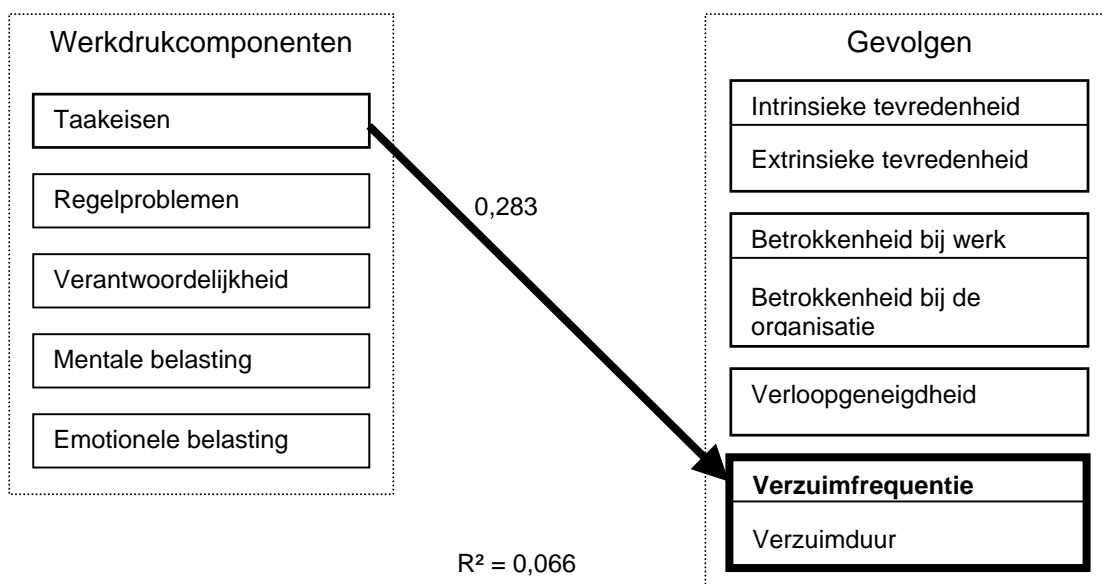 Werkdrukcomponenten
Taakeisen
Regelproblemen
Verantwoordelijkheid
Mentale belasting
Emotionele belasting
0,283
R² = 0,066
Gevolgen
Intrinsieke tevredenheid
Extrinsieke tevredenheid
Betrokkenheid bij werk
Betrokkenheid bij de
organisatie
Verloopgeneigdheid
Verzuimfrequentie
Verzuimduur